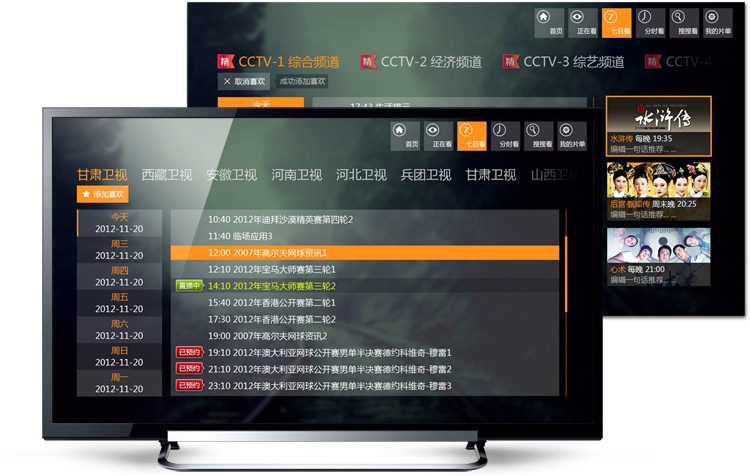 首页 正在看 七日看 分时看 搜搜看 我的片单
精 CCTV-1 综合频道 精 CCTV-2 经济频道 精 CCTV-3 综艺频道 精 CCTV-4
× 取消喜欢 成功添加喜欢
今天
水浒传
水浒传 每晚 19:35
编辑一句话推荐... ...
后宫·甄嬛传 周末晚 20:25
编辑一句话推荐... ...
心术 每晚 21:00
编辑一句话推荐... ...
首页 正在看 七日看 分时看 搜搜看 我的片单
甘肃卫视 西藏卫视 安徽卫视 河南卫视 河北卫视 兵团卫视 甘肃卫视 山西卫
★ 添加喜欢
今天
2012-11-20
周三
2012-11-20
周四
2012-11-20
周五
2012-11-20
周六
2012-11-20
周日
2012-11-20
周一
2012-11-20
10:40 2012年迪拜沙漠精英赛第四轮2
11:40 临场应用3
12:00 2007年高尔夫网球资讯1
12:10 2012年宝马大师赛第三轮1
直播中 14:10 2012年宝马大师赛第三轮2
15:40 2012年香港公开赛第二轮1
17:30 2012年香港公开赛第二轮2
19:00 2007年高尔夫网球资讯2
已预约 19:10 2012年澳大利亚网球公开赛男单半决赛德约科维奇-穆雷1
已预约 21:10 2012年澳大利亚网球公开赛男单半决赛德约科维奇-穆雷2
已预约 23:10 2012年澳大利亚网球公开赛男单半决赛德约科维奇-穆雷3